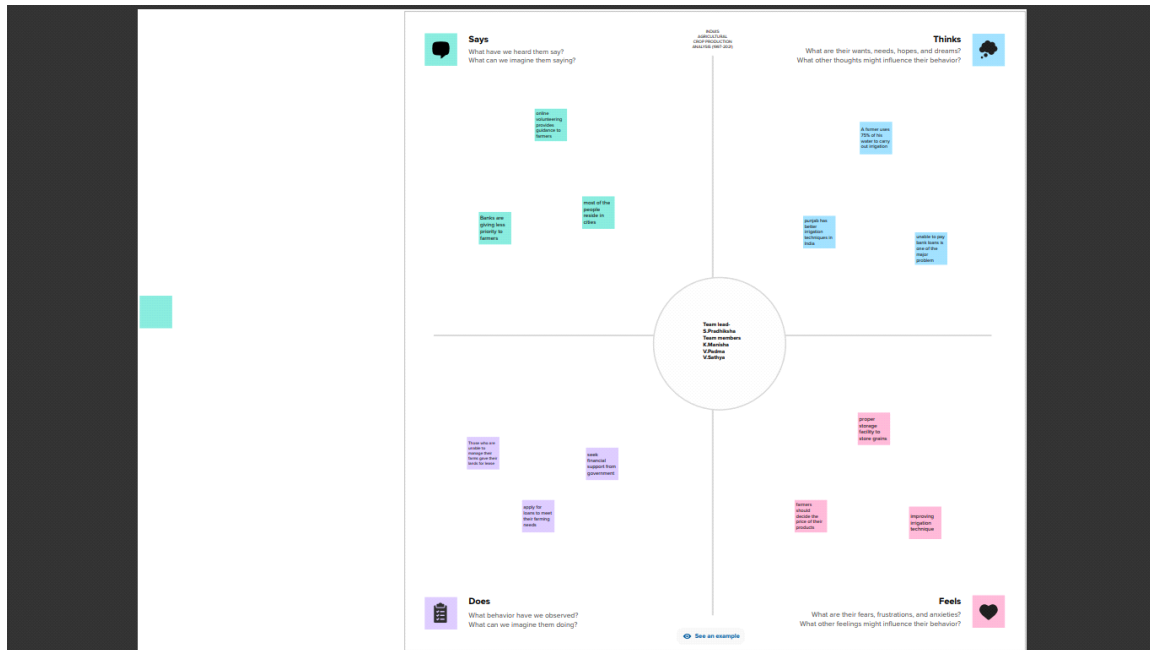 Says
What have we heard them say?
What can we imagine them saying?
INDIA'S
AGRICULTURAL
CROP PRODUCTION
ANALYSIS (1997-2021)
Thinks
What are their wants, needs, hopes, and dreams?
What other thoughts might influence their behavior?
online
volunteering
provides
guidance to
farmers
Banks are
giving less
priority to
farmers
most of the
people
reside in
cities
A farmer uses
75% of his
water to carry
out irrigation
punjab has
better
irrigation
techniques in
India
unable to pay
bank loans is
one of the
major
problem
Team lead-
S.Pradhiksha
Team members
K.Monisha
V.Padma
V.Sathya
Those who are
unable to
manage their
farms gave their
lands for lease
seek
financial
support from
government
apply for
loans to meet
their farming
needs
proper
storage
facility to
store grains
farmers
should
decide the
price of their
products
improving
irrigation
technique
Does
What behavior have we observed?
What can we imagine them doing?
Feels
What are their fears, frustrations, and anxieties?
What other feelings might influence their behavior?
See an example